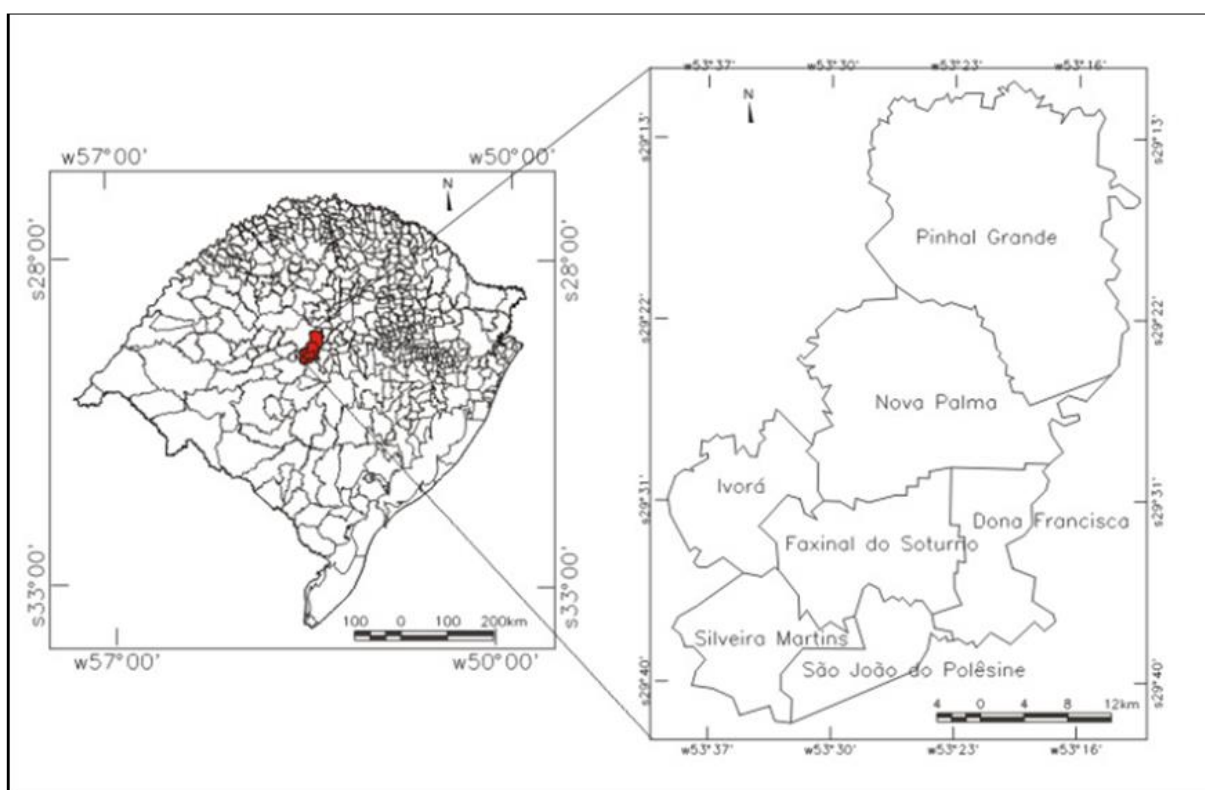 w57°00' w50°00'
N
s28°00' s28°00'
s33°00' s33°00'
100 0 100 200km
w57°00' w50°00'
w53°37' w53°30' w53°23' w53°16'
N
s29°13' s29°13'
Pinhal Grande
s29°22' s29°22'
Nova Palma
Ivorá
s29°31' s29°31'
Dona Francisca
Faxinal do Soturno
Silveira Martins
São João do Polêsine
s29°40' s29°40'
4 0 4 8 12km
w53°37' w53°30' w53°23' w53°16'